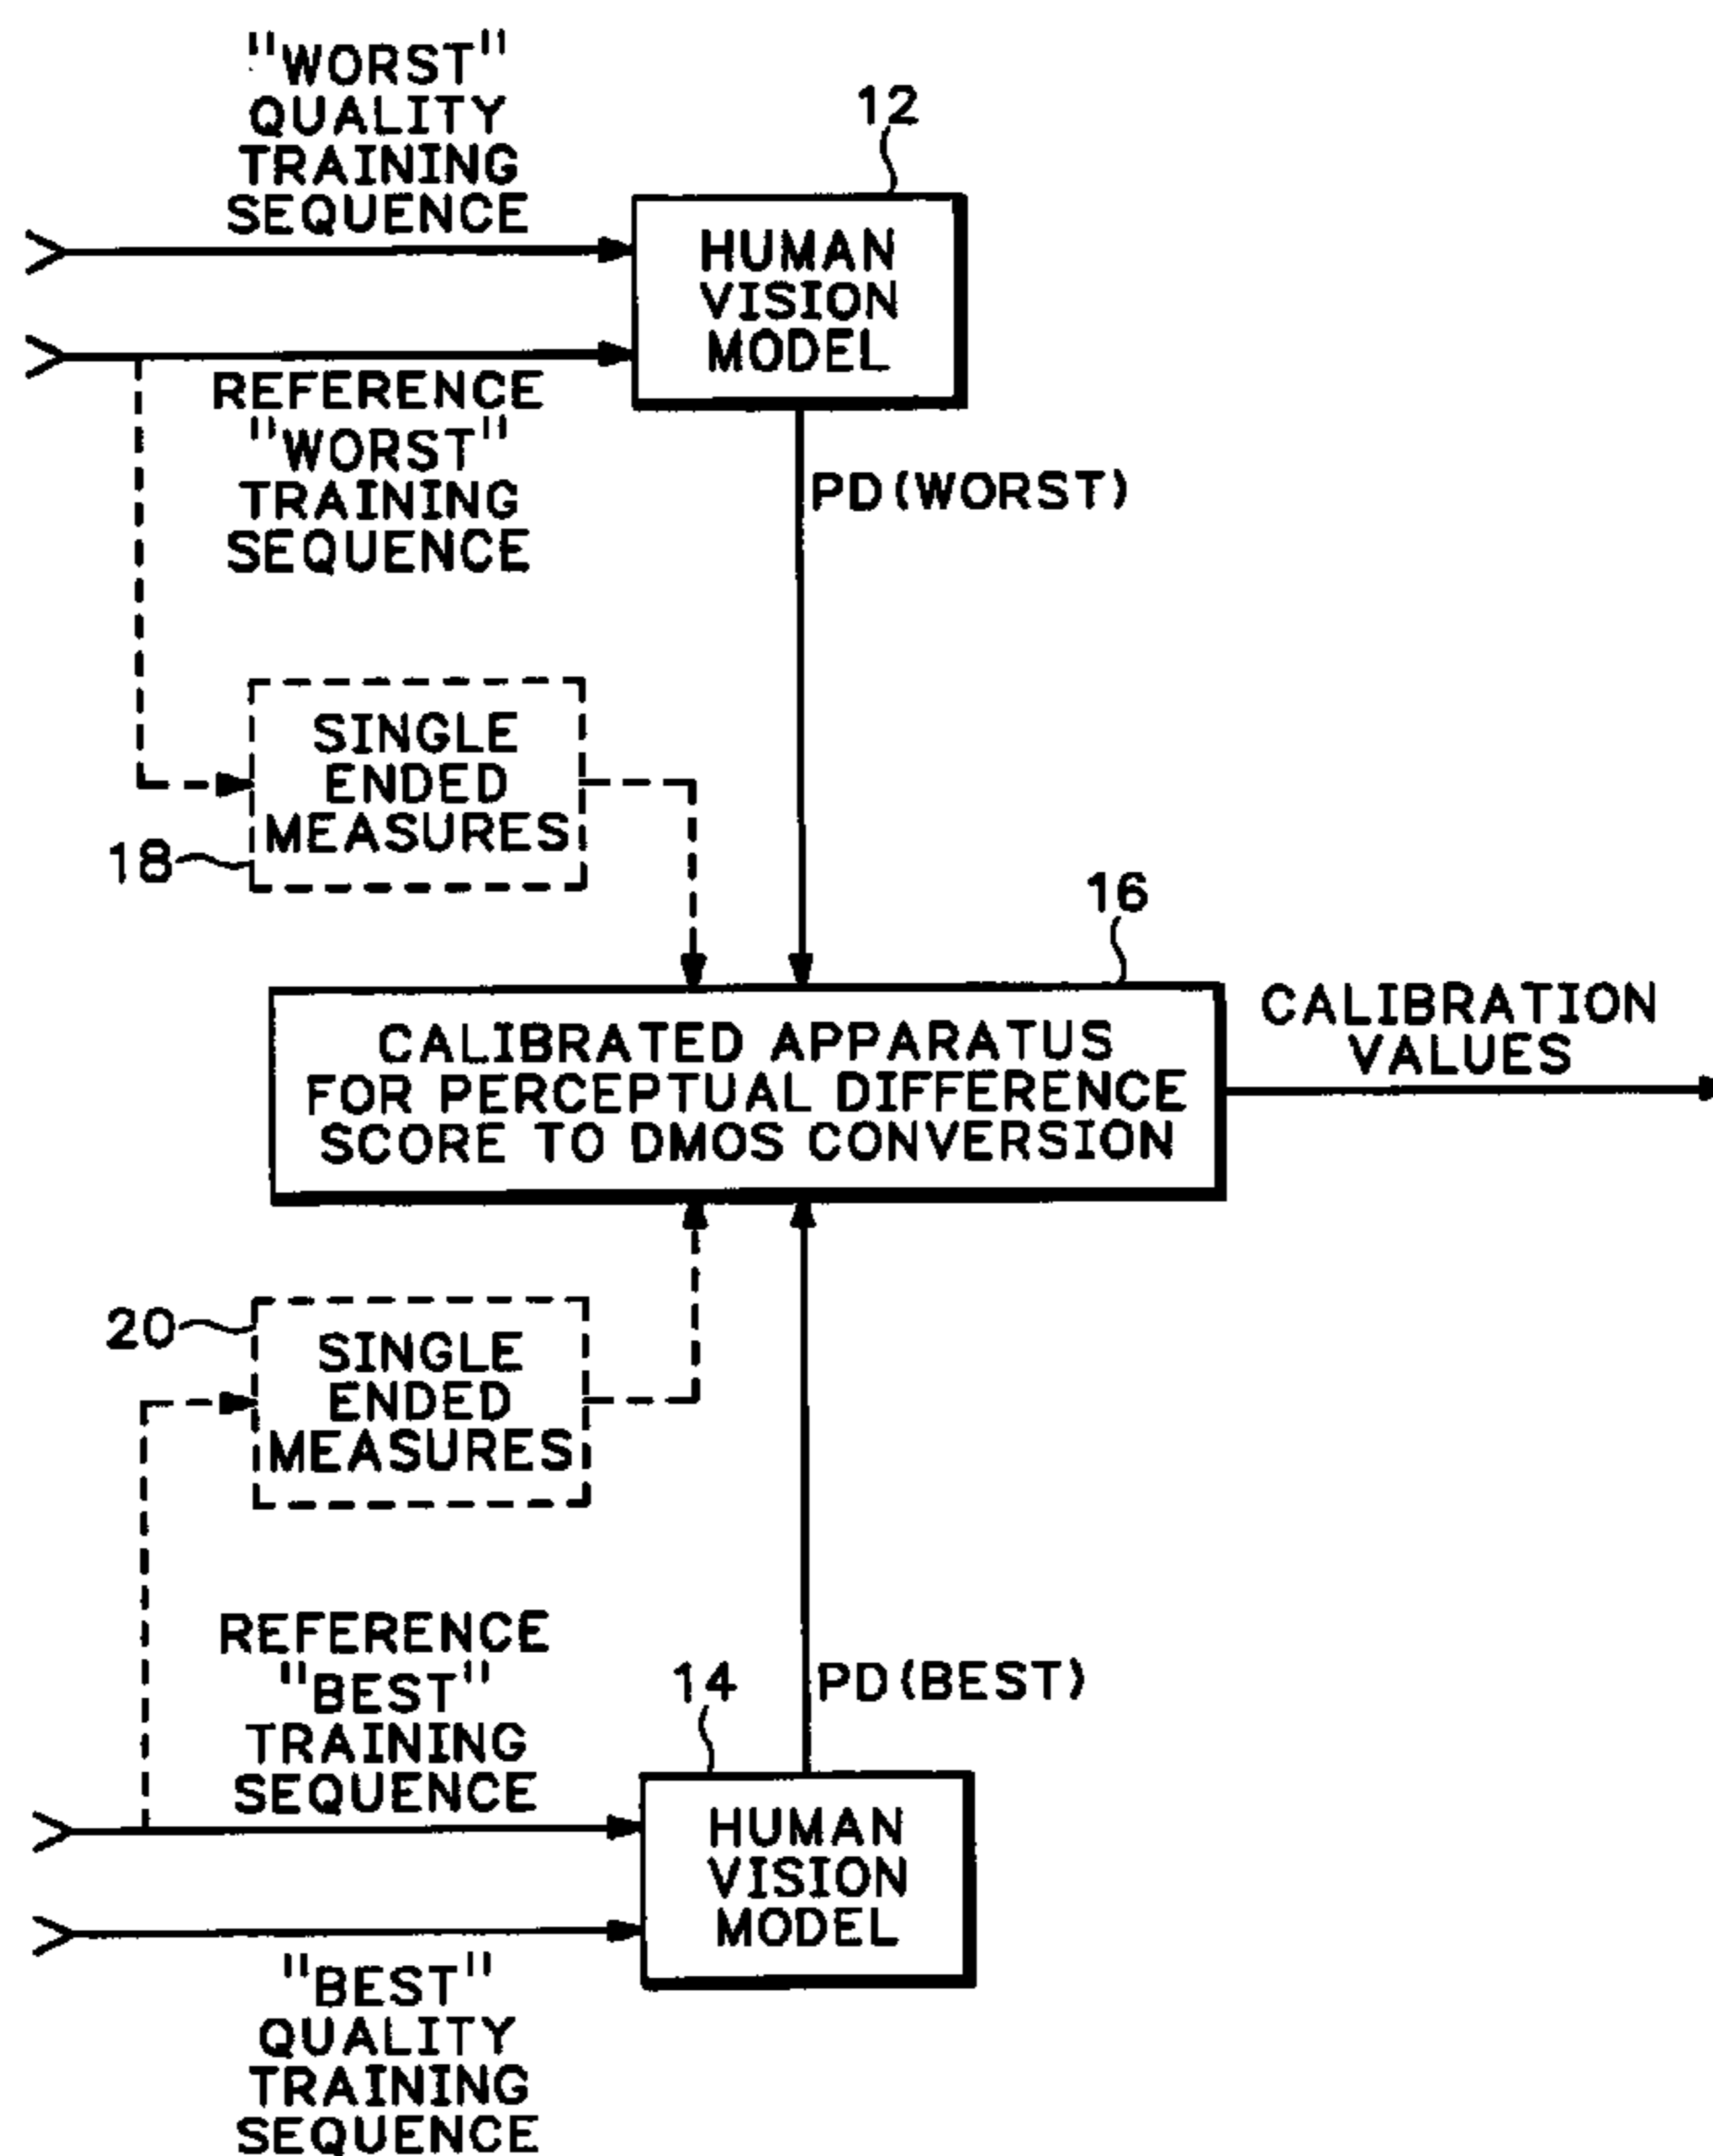 "WORST"
QUALITY
TRAINING
SEQUENCE
12
HUMAN
VISION
MODEL
REFERENCE
"WORST"
TRAINING
SEQUENCE
PD(WORST)
SINGLE
ENDED
MEASURES
18
16
CALIBRATED APPARATUS
FOR PERCEPTUAL DIFFERENCE
SCORE TO DMOS CONVERSION
CALIBRATION
VALUES
20
SINGLE
ENDED
MEASURES
REFERENCE
"BEST"
TRAINING
SEQUENCE
14
PD(BEST)
HUMAN
VISION
MODEL
"BEST"
QUALITY
TRAINING
SEQUENCE